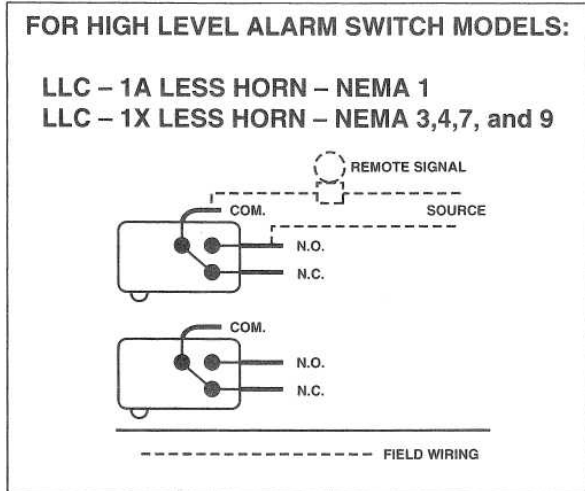 FOR HIGH LEVEL ALARM SWITCH MODELS:
LLC – 1A LESS HORN – NEMA 1
LLC – 1X LESS HORN – NEMA 3,4,7, and 9
REMOTE SIGNAL
COM.
SOURCE
N.O.
N.C.
COM.
N.O.
N.C.
FIELD WIRING